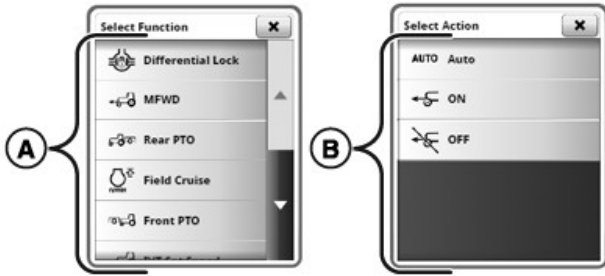 Select Function
Differential Lock
MFWD
Rear PTO
Field Cruise
Front PTO
A
Select Action
AUTO Auto
ON
OFF
B